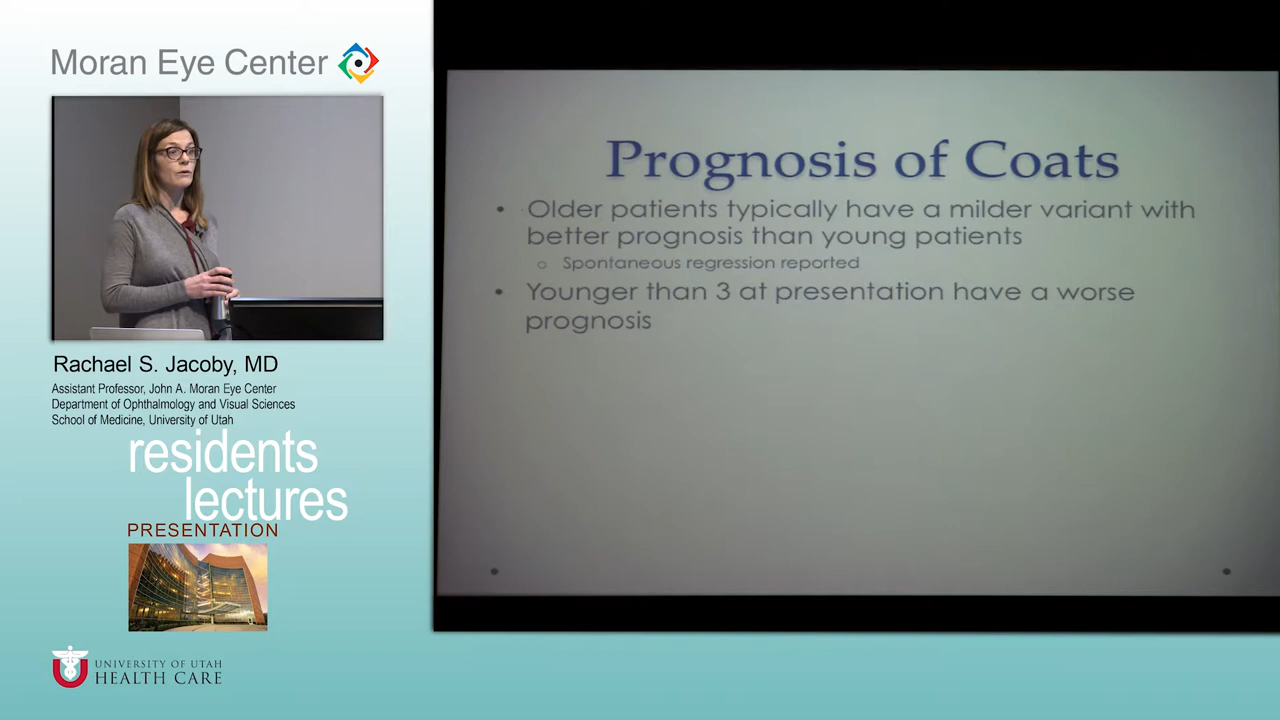 Moran Eye Center
Rachael S. Jacoby, MD
Assistant Professor, John A. Moran Eye Center
Department of Ophthalmology and Visual Sciences
School of Medicine, University of Utah
residents
lectures
PRESENTATION
UNIVERSITY OF UTAH
HEALTH CARE
Prognosis of Coats
• Older patients typically have a milder variant with
better prognosis than young patients
o Spontaneous regression reported
• Younger than 3 at presentation have a worse
prognosis